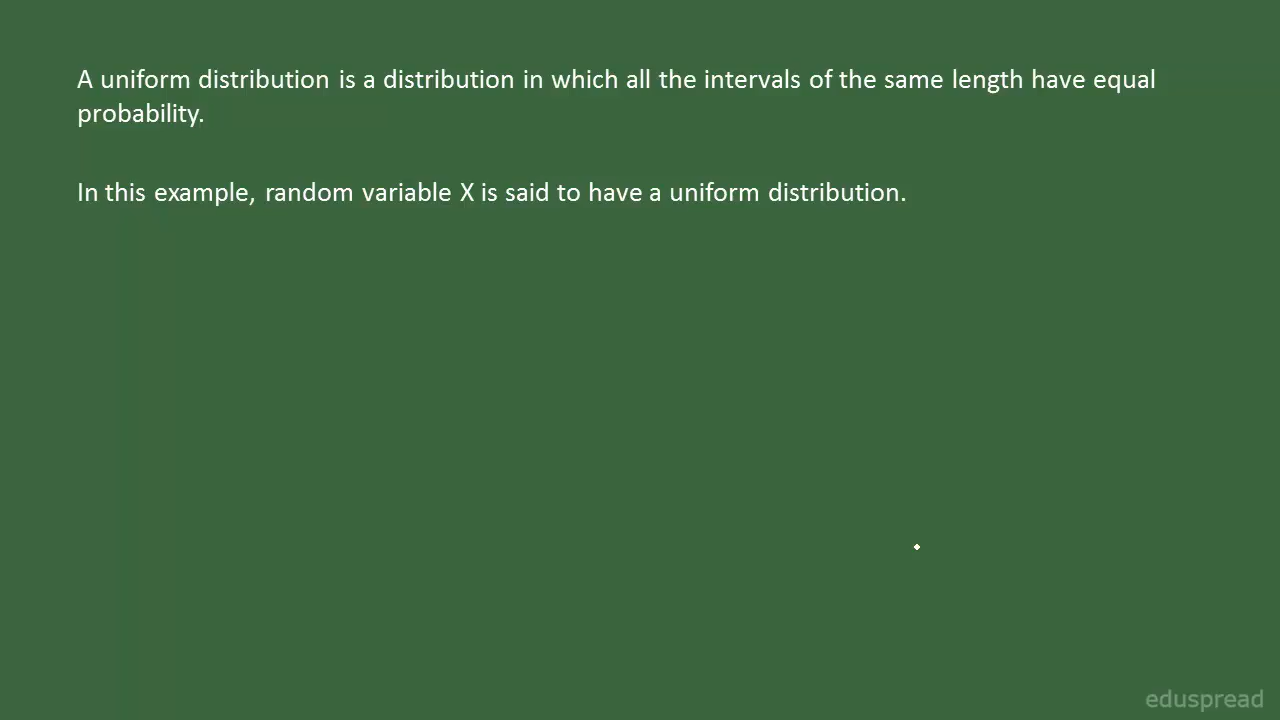 A uniform distribution is a distribution in which all the intervals of the same length have equal
probability.
In this example, random variable X is said to have a uniform distribution.
eduspread